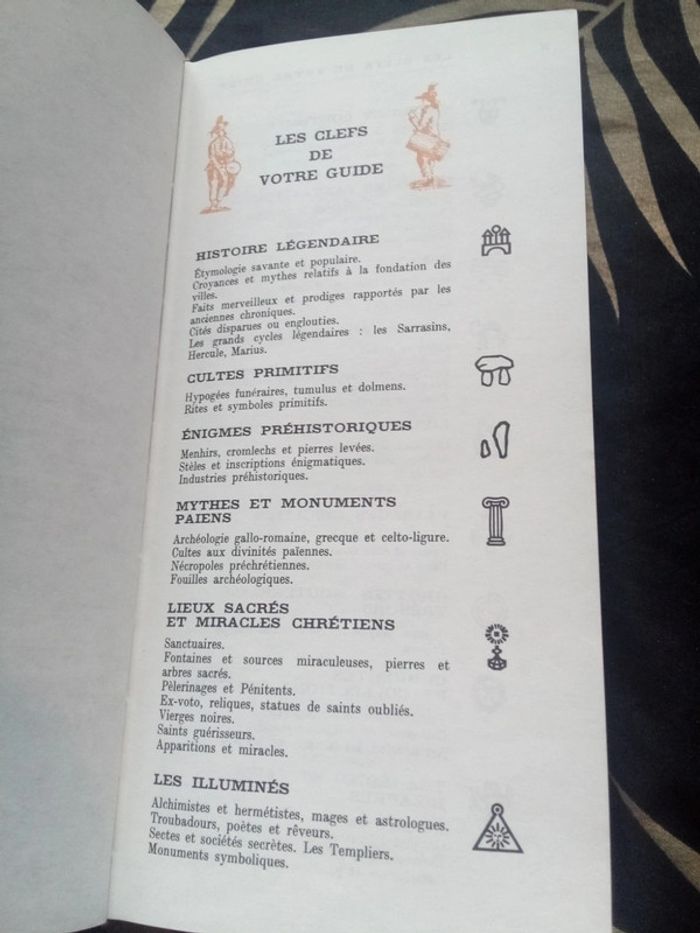 LES CLEFS
DE
VOTRE GUIDE
HISTOIRE LÉGENDAIRE
Étymologie savante et populaire.
Croyances et mythes relatifs à la fondation des
villes.
Faits merveilleux et prodiges rapportés par les
anciennes chroniques.
Cités disparues ou englouties.
Les grands cycles légendaires : les Sarrasins,
Hercule, Marius.
CULTES PRIMITIFS
Hypogées funéraires, tumulus et dolmens.
Rites et symboles primitifs.
ÉNIGMES PRÉHISTORIQUES
Menhirs, cromlechs et pierres levées.
Stèles et inscriptions énigmatiques.
Industries préhistoriques.
MYTHES ET MONUMENTS
PAIENS
Archéologie gallo-romaine, grecque et celto-ligure.
Cultes aux divinités païennes.
Nécropoles préchrétiennes.
Fouilles archéologiques.
LIEUX SACRÉS
ET MIRACLES CHRÉTIENS
Sanctuaires.
Fontaines et sources miraculeuses, pierres et
arbres sacrés.
Pèlerinages et Pénitents.
Ex-voto, reliques, statues de saints oubliés.
Vierges noires.
Saints guérisseurs.
Apparitions et miracles.
LES ILLUMINÉS
Alchimistes et hermétistes, mages et astrologues.
Troubadours, poètes et rêveurs.
Sectes et sociétés secrètes. Les Templiers.
Monuments symboliques.